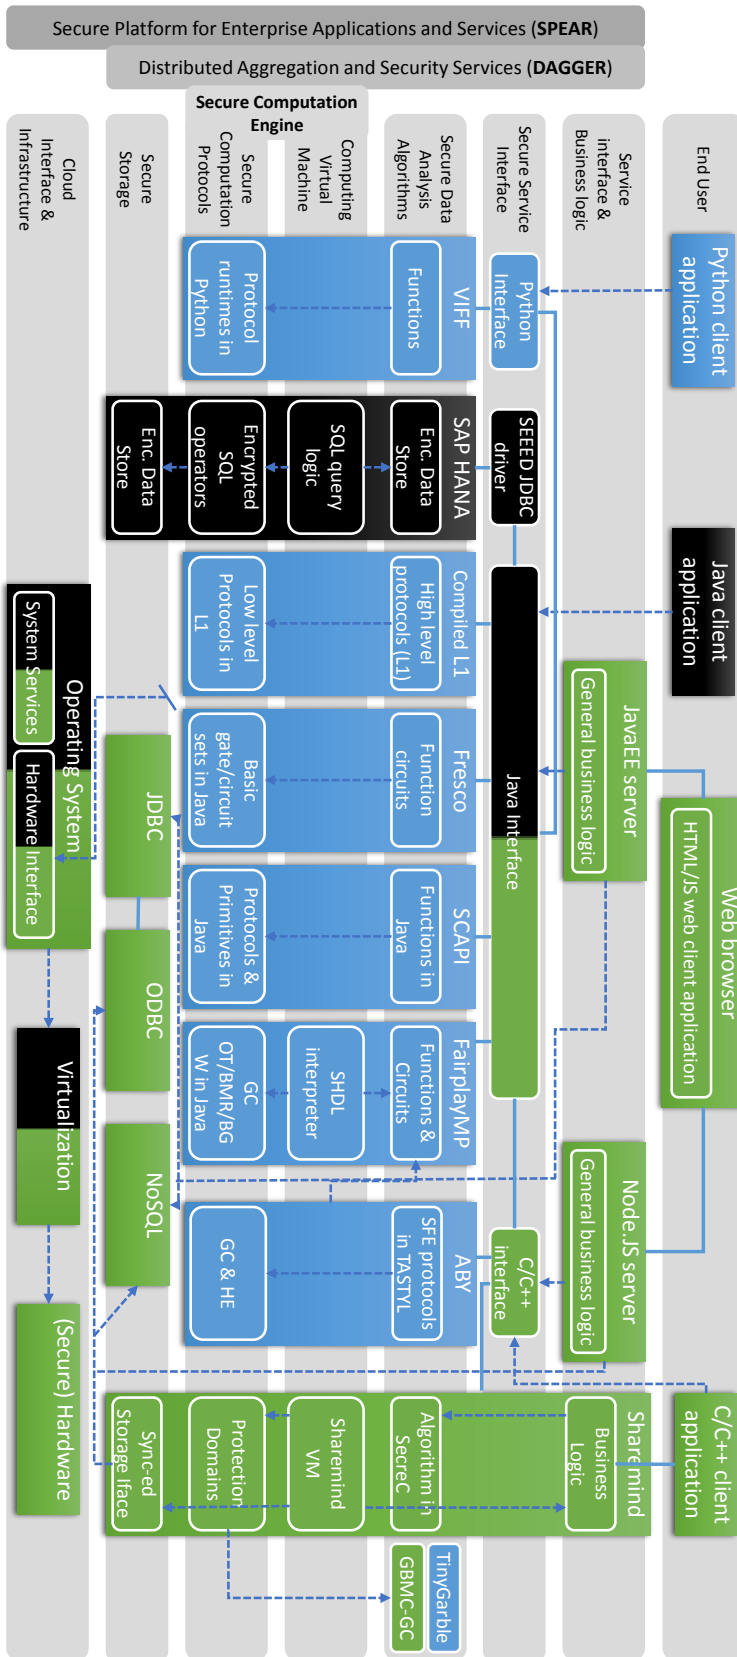 Secure Platform for Enterprise Applications and Services (SPEAR)
Distributed Aggregation and Security Services (DAGGER)
Secure Computation
Engine
End User
Service
interface &
Business logic
Secure Service
Interface
Secure Data
Analysis
Algorithms
Computing
Virtual
Machine
Secure
Computation
Protocols
Secure
Storage
Cloud
Interface &
Infrastructure
Python client
application
Java client
application
Web browser
HTML/JS web client application
C/C++ client
application
JavaEE server
General business logic
Node.JS server
General business logic
Sharemind
Business
Logic
Python
Interface
SEEED JDBC
driver
Java Interface
C/C++
interface
VIFF
Functions
Protocol
runtimes in
Python
SAP HANA
Enc. Data
Store
SQL query
logic
Encrypted
SQL
operators
Enc. Data
Store
Compiled L1
High level
protocols (L1)
Low level
Protocols in
L1
Fresco
Function
circuits
Basic
gate/circuit
sets in Java
SCAPI
Functions in
Java
Protocols &
Primitives in
Java
FairplayMP
Functions &
Circuits
SHDL
interpreter
GC
OT/BMR/BG
W in Java
ABY
SFE protocols
in TASTYL
GC & HE
Algorithm in
SecreC
Sharemind
VM
Protection
Domains
Sync-ed
Storage Iface
TinyGarble
GBMC-GC
JDBC
ODBC
NoSQL
Operating System
System Services
Hardware Interface
Virtualization
(Secure) Hardware